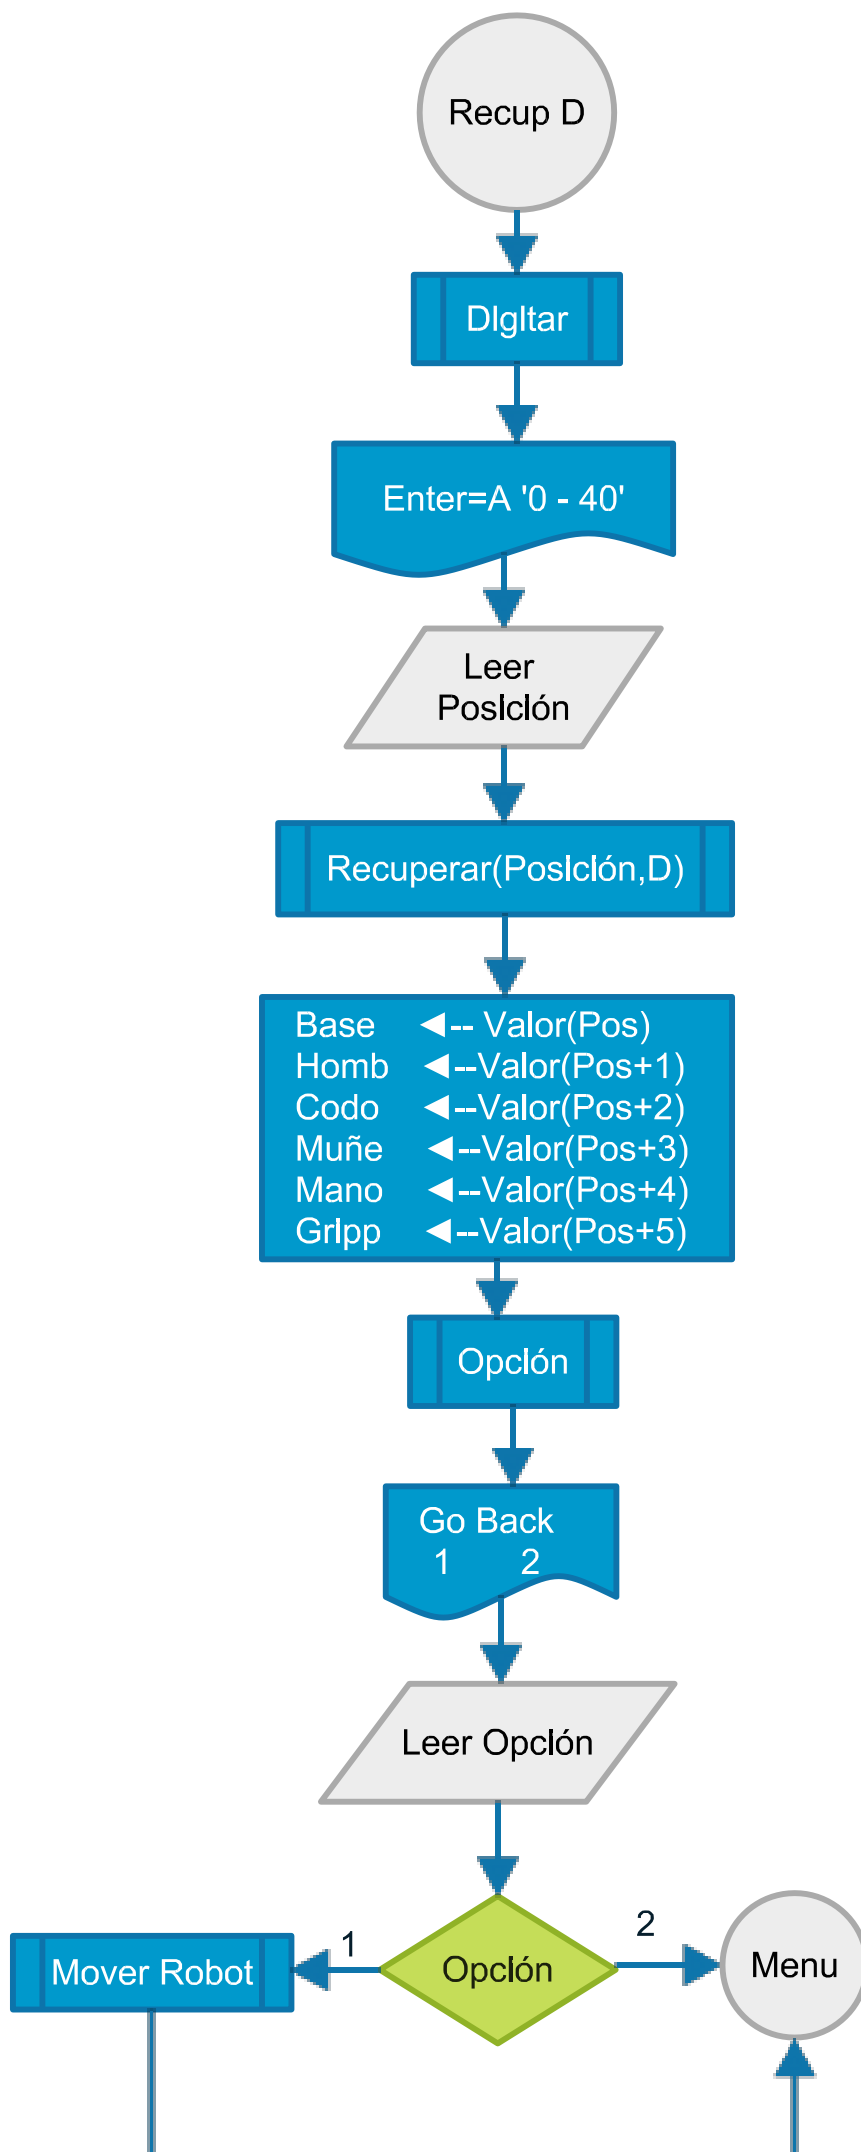 Recup D
DIgItar
Enter=A '0 - 40'
Leer
PosIcIón
Recuperar(PosIcIón,D)
Base ◄-- Valor(Pos)
Homb ◄--Valor(Pos+1)
Codo ◄--Valor(Pos+2)
Muñe ◄--Valor(Pos+3)
Mano ◄--Valor(Pos+4)
GrIpp ◄--Valor(Pos+5)
OpcIón
Go Back
1 2
Leer OpcIón
1
2
Mover Robot
OpcIón
Menu